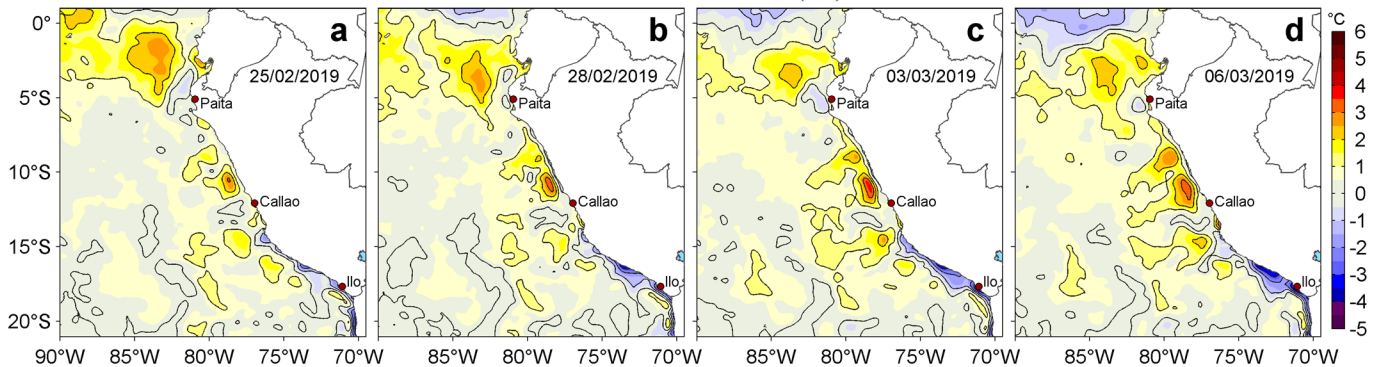 a
b
c
d
°C
0°
5°S
10°S
15°S
20°S
25/02/2019
28/02/2019
03/03/2019
06/03/2019
Paita
Paita
Paita
Paita
Callao
Callao
Callao
Callao
Ilo
Ilo
Ilo
Ilo
6
5
4
3
2
1
0
-1
-2
-3
-4
-5
90°W 85°W 80°W 75°W 70°W
85°W 80°W 75°W 70°W
85°W 80°W 75°W 70°W
85°W 80°W 75°W 70°W